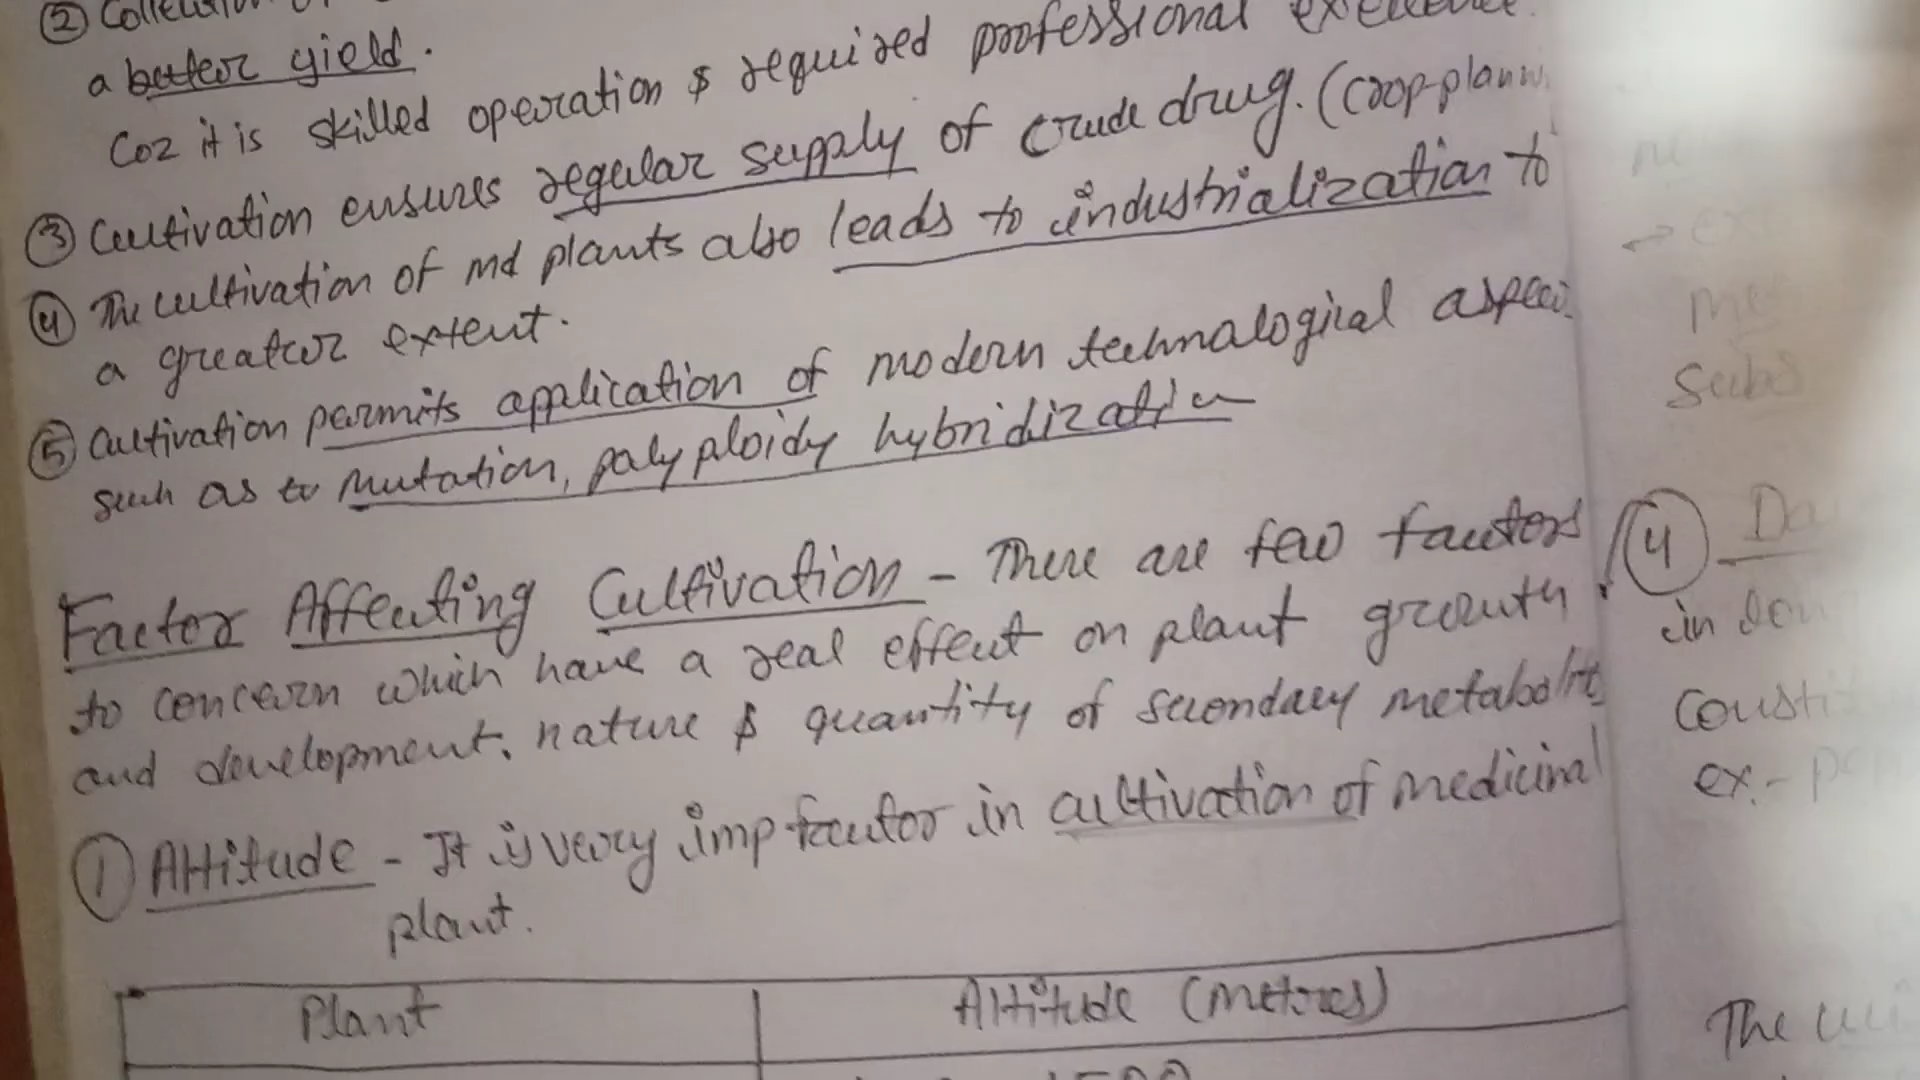 ②
a better yield.
Coz it is skilled operation & required professional
③ Cultivation ensures regular supply of crude drug. (Crop-plann
④ The cultivation of md plants also leads to industrialization to
a greater extent.
⑤ Cultivation permits application of modern technalogical
such as to Mutation, polyploidy hybridization
Factor Affecting Cultivation - There are few factors
to concern which have a real effect on plant growth
and development. nature & quantity of secondary metabolit
① Altitude - It is very imp factor in cultivation of medicinal
plant.
Plant Altitude (metres)
④
in
Consti
ex.-
The